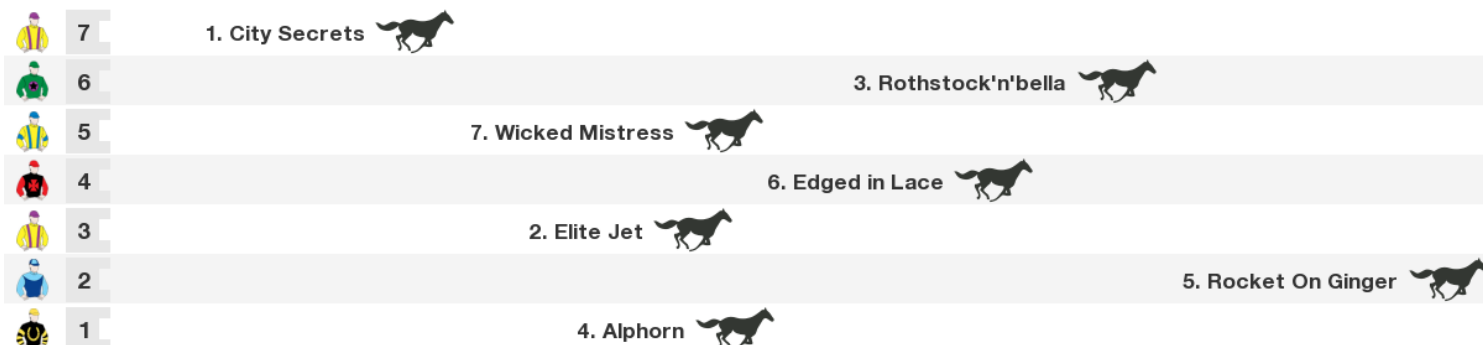 7 1. City Secrets
6 3. Rothstock'n'bella
5 7. Wicked Mistress
4 6. Edged in Lace
3 2. Elite Jet
2 5. Rocket On Ginger
1 4. Alphorn